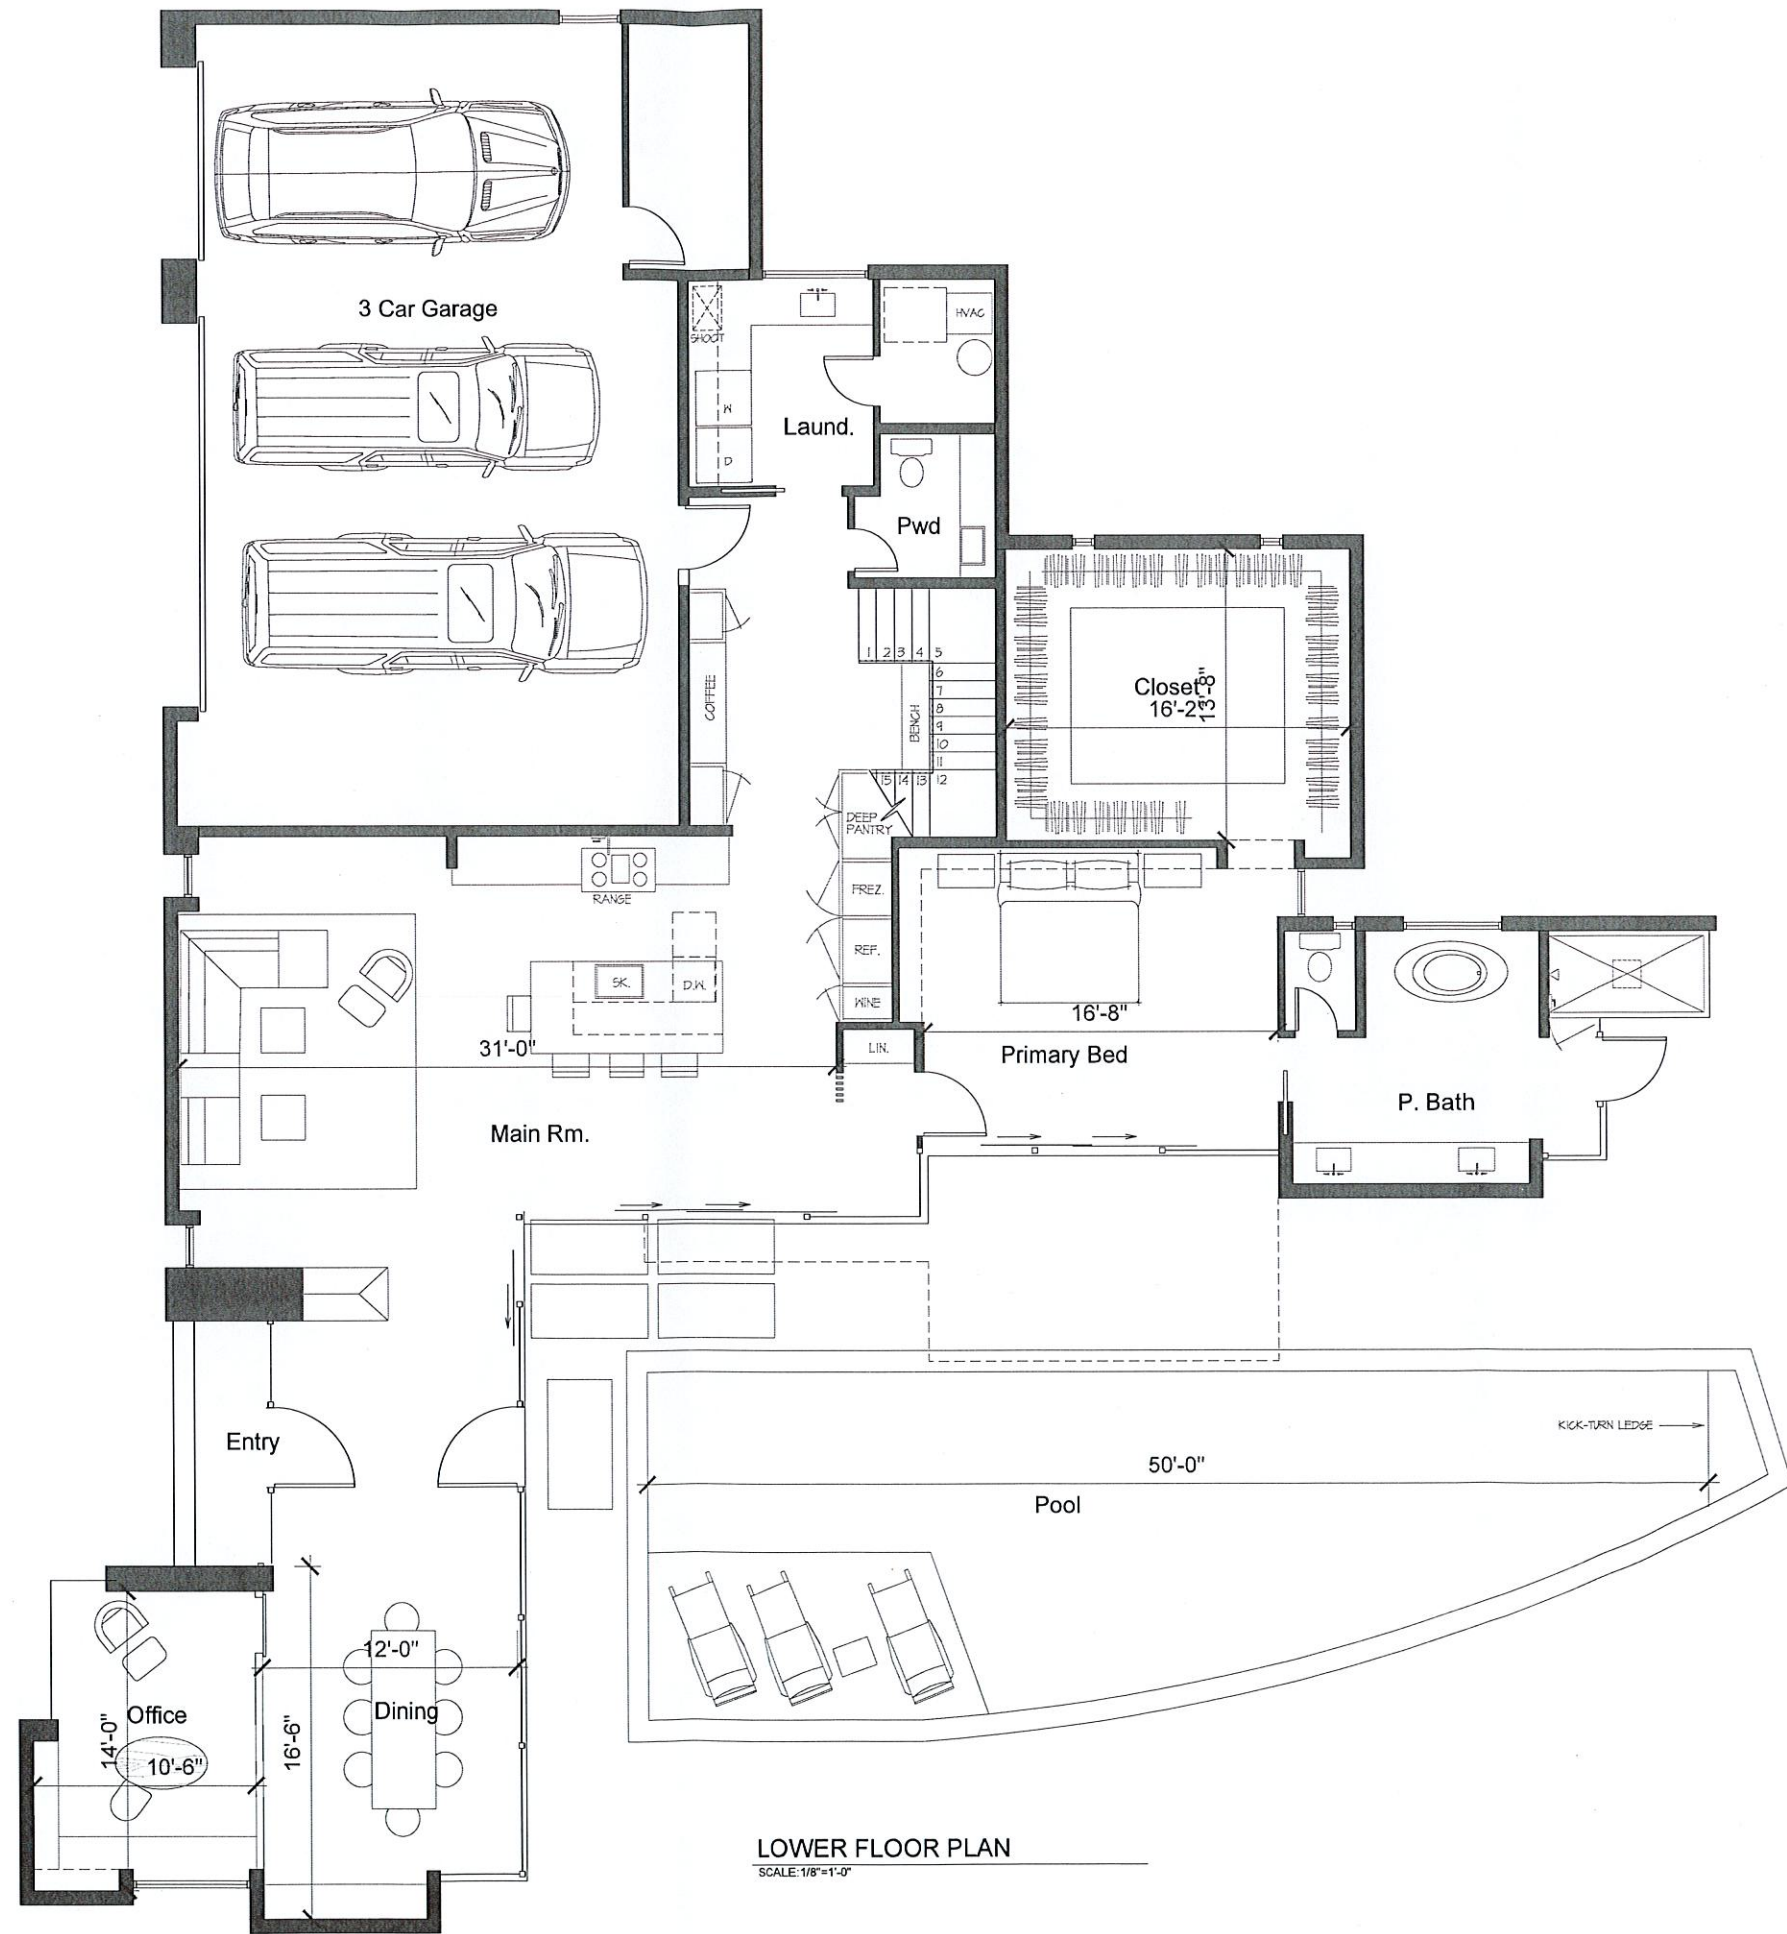 3 Car Garage
HVAC
SHOOT
W
Laund.
D
Pwd
1 2 3 4 5
6
7
8
9
10
11
15 14 13 12
COFFEE
BENCH
Closet
16'-2"
13'-8"
DEEP
PANTRY
RANGE
FREZ.
REF.
WINE
SK.
D.W.
31'-0"
LIN.
16'-8"
Primary Bed
P. Bath
Main Rm.
Entry
KICK-TURN LEDGE
50'-0"
Pool
12'-0"
Dining
16'-6"
Office
14'-0"
10'-6"
LOWER FLOOR PLAN
SCALE: 1/8"=1'-0"